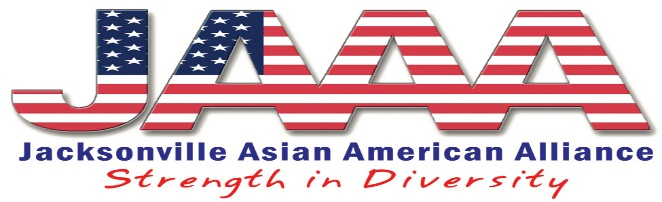 JAAA
Jacksonville Asian American Alliance
Strength in Diversity